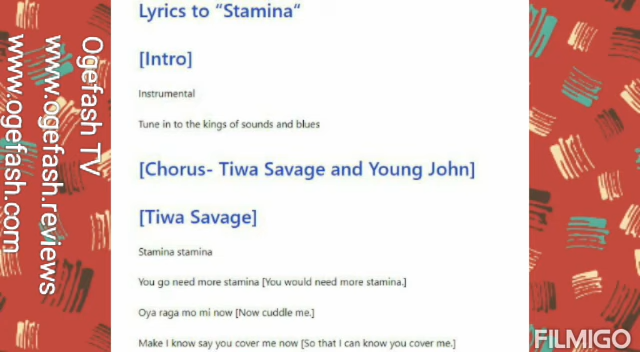 Lyrics to “Stamina“
[Intro]
Instrumental
Tune in to the kings of sounds and blues
[Chorus- Tiwa Savage and Young John]
[Tiwa Savage]
Stamina stamina
You go need more stamina [You would need more stamina.]
Oya raga mo mi now [Now cuddle me.]
Make I know say you cover me now [So that I can know you cover me.]
Ogefash TV
www.ogefash.reviews
www.ogefash.com
FILMIGO